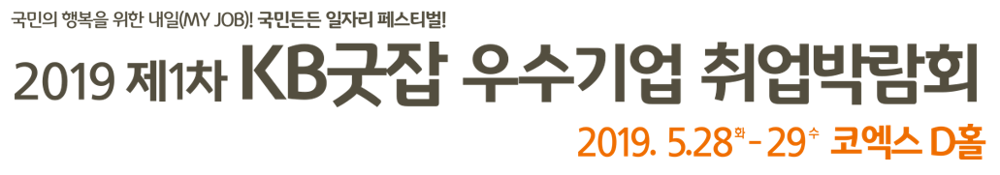 국민의 행복을 위한 내일(MY JOB)! 국민든든 일자리 페스티벌!
2019 제1차 KB굿잡 우수기업 취업박람회
2019. 5.28화-29수 코엑스 D홀